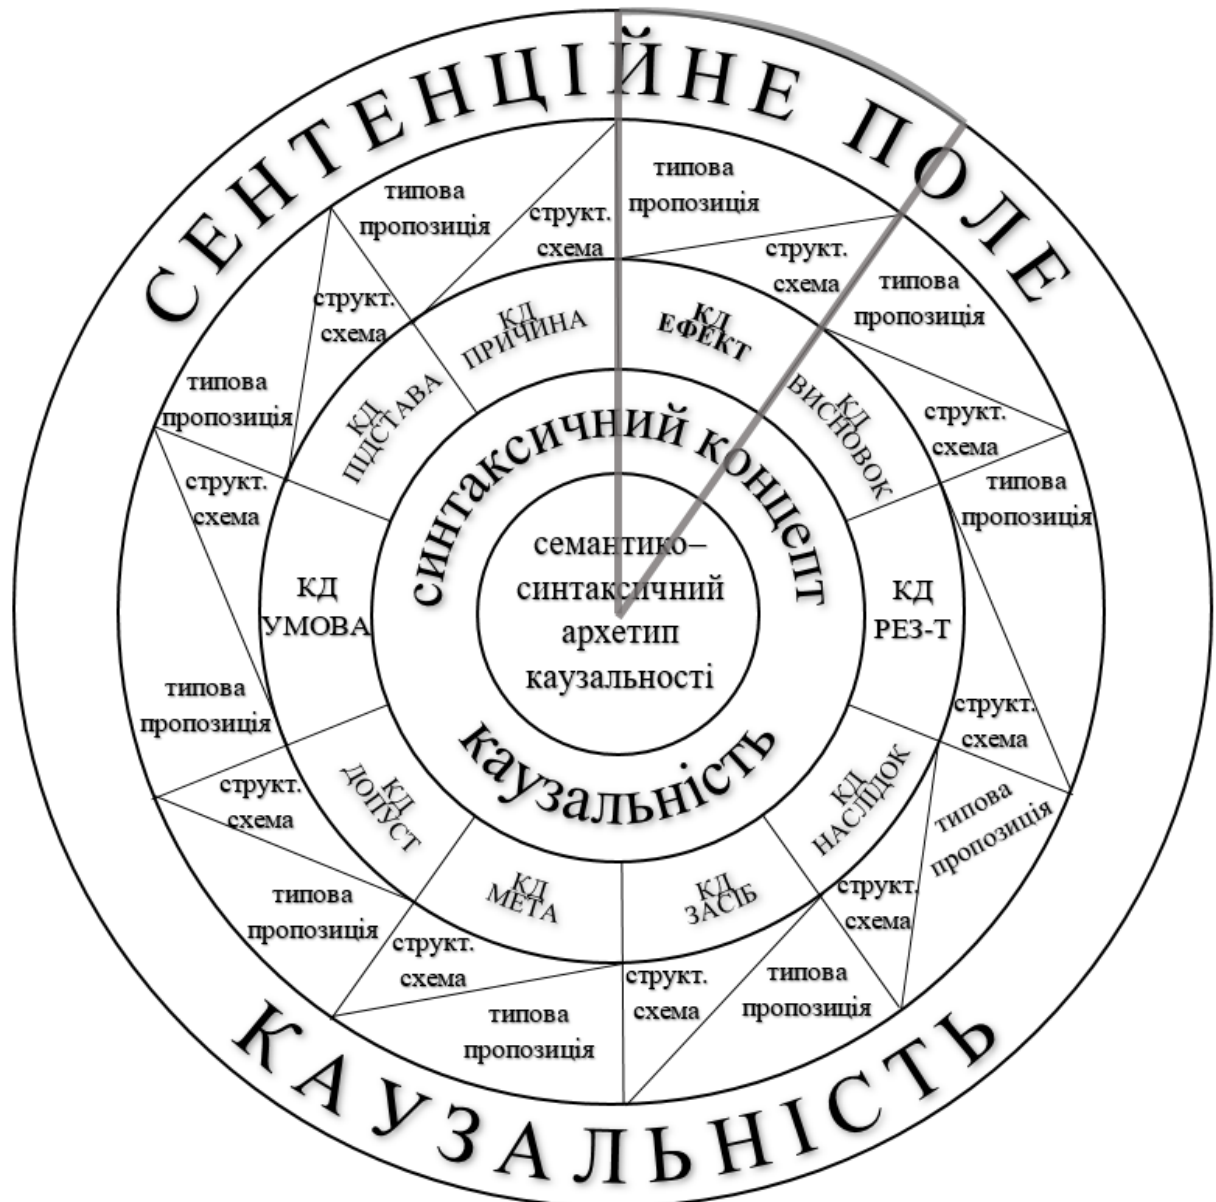 СЕНТЕНЦІЙНЕ ПОЛЕ
типова
пропозиція
структ.
схема
типова
пропозиція
структ.
схема
типова
пропозиція
структ.
схема
типова
пропозиція
структ.
схема
типова
пропозиція
структ.
схема
типова
пропозиція
структ.
схема
типова
пропозиція
структ.
схема
типова
пропозиція
структ.
схема
типова
пропозиція
структ.
схема
типова
пропозиція
структ.
схема
КД
ЕФЕКТ
КД
ВИСНОВОК
КД
РЕЗ-Т
КД
НАСЛІДОК
КД
ЗАСІБ
КД
МЕТА
КД
ДОПУСТ
КД
УМОВА
КД
ПІДСТАВА
КД
ПРИЧИНА
синтаксичний концепт
семантико–
синтаксичний
архетип
каузальності
каузальність
КАУЗАЛЬНІСТЬ